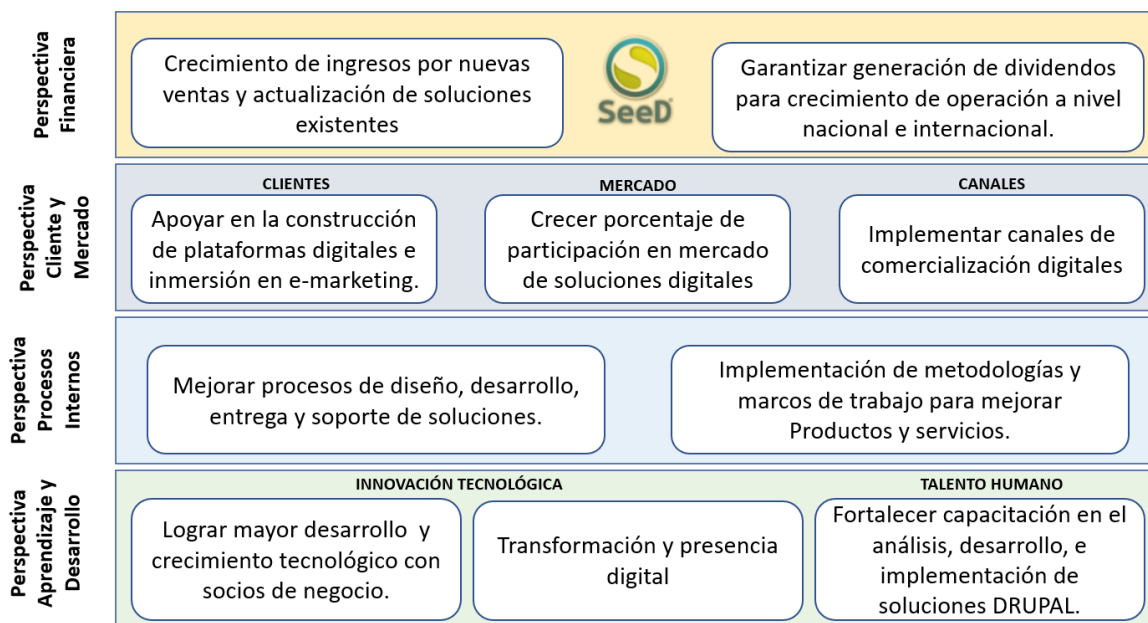 Perspectiva
Financiera
Crecimiento de ingresos por nuevas
ventas y actualización de soluciones
existentes
SeeD
Garantizar generación de dividendos
para crecimiento de operación a nivel
nacional e internacional.
Perspectiva
Cliente y
Mercado
CLIENTES
Apoyar en la construcción
de plataformas digitales e
inmersión en e-marketing.
MERCADO
Crecer porcentaje de
participación en mercado
de soluciones digitales
CANALES
Implementar canales de
comercialización digitales
Perspectiva
Procesos
Internos
Mejorar procesos de diseño, desarrollo,
entrega y soporte de soluciones.
Implementación de metodologías y
marcos de trabajo para mejorar
Productos y servicios.
Perspectiva
Aprendizaje y
Desarrollo
INNOVACIÓN TECNOLÓGICA
Lograr mayor desarrollo y
crecimiento tecnológico con
socios de negocio.
Transformación y presencia
digital
TALENTO HUMANO
Fortalecer capacitación en el
análisis, desarrollo, e
implementación de
soluciones DRUPAL.